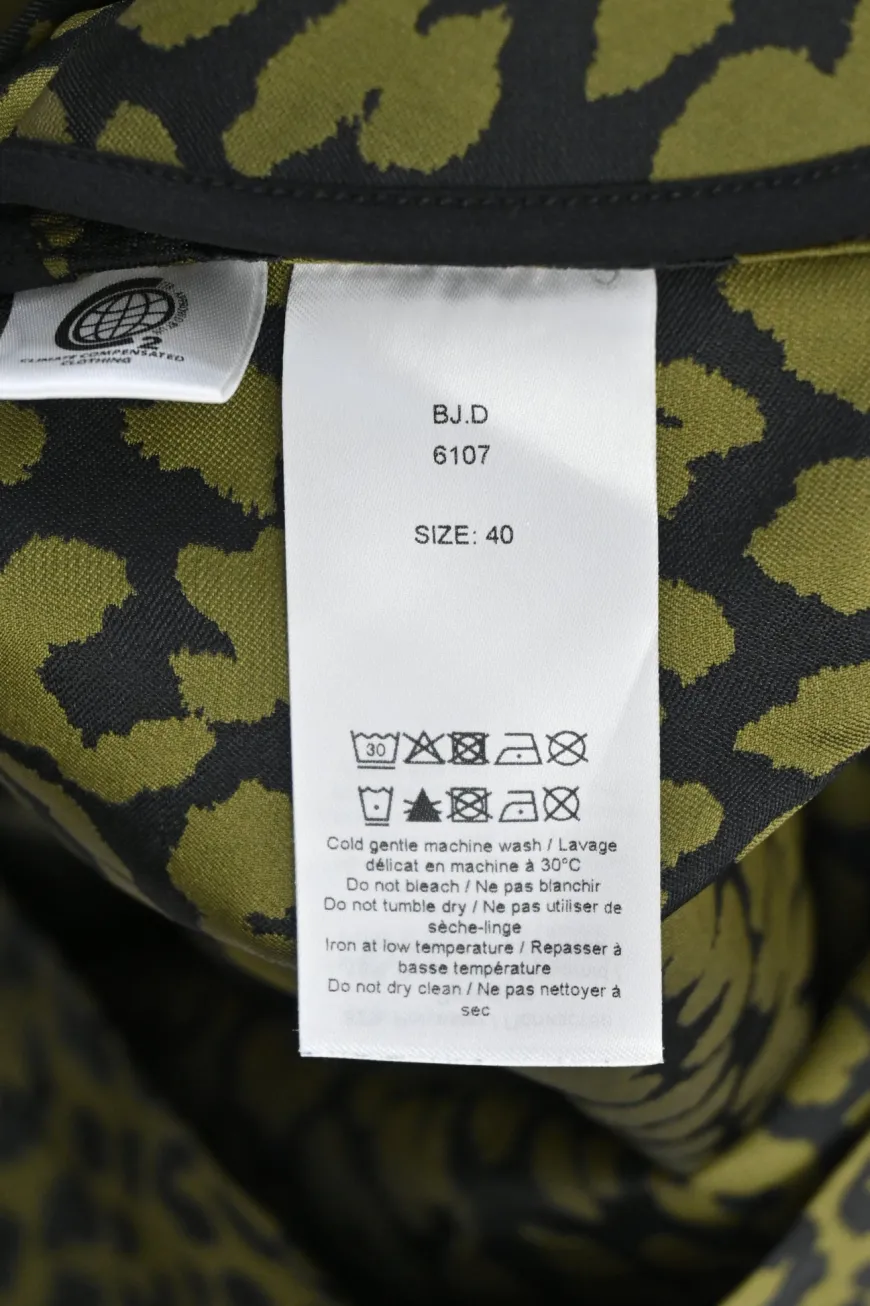 2
CLIMATE COMPENSATED
CLOTHING
BJ.D
6107
SIZE: 40
30
Cold gentle machine wash / Lavage
délicat en machine à 30°C
Do not bleach / Ne pas blanchir
Do not tumble dry / Ne pas utiliser de
sèche-linge
Iron at low temperature / Repasser à
basse température
Do not dry clean / Ne pas nettoyer à
sec